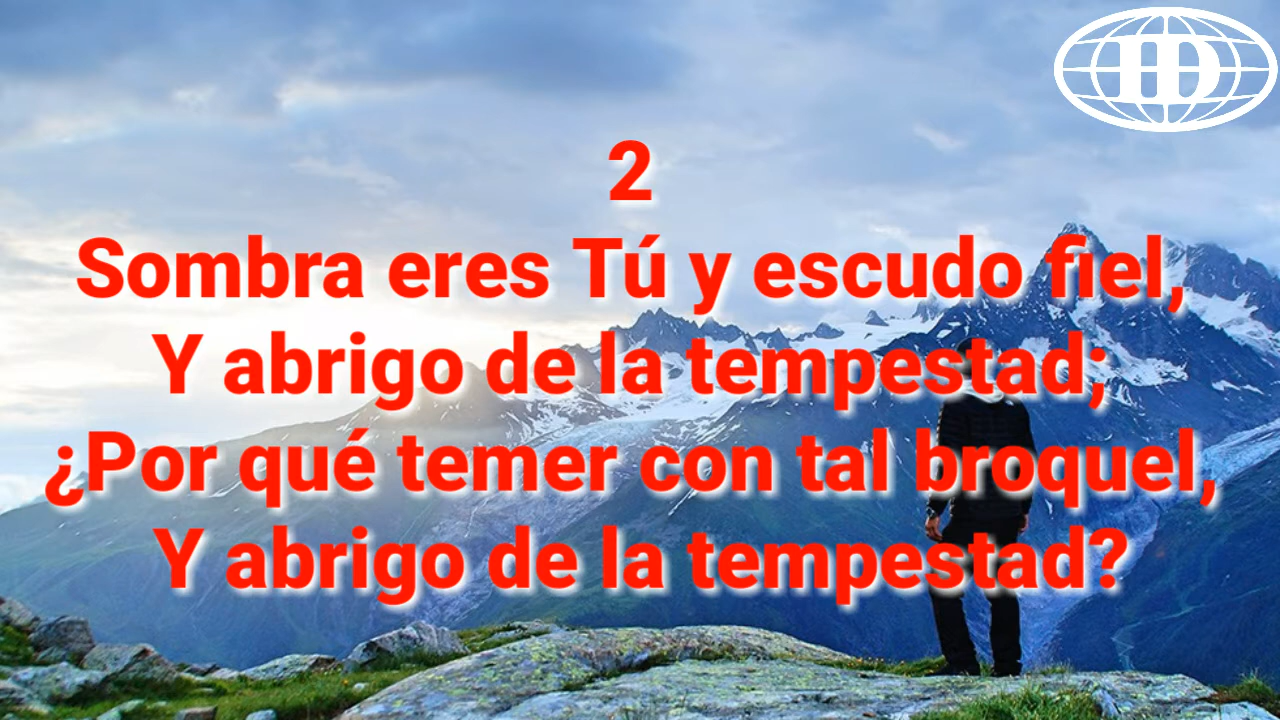 ID
2
Sombra eres Tú y escudo fiel,
Y abrigo de la tempestad;
¿Por qué temer con tal broquel,
Y abrigo de la tempestad?